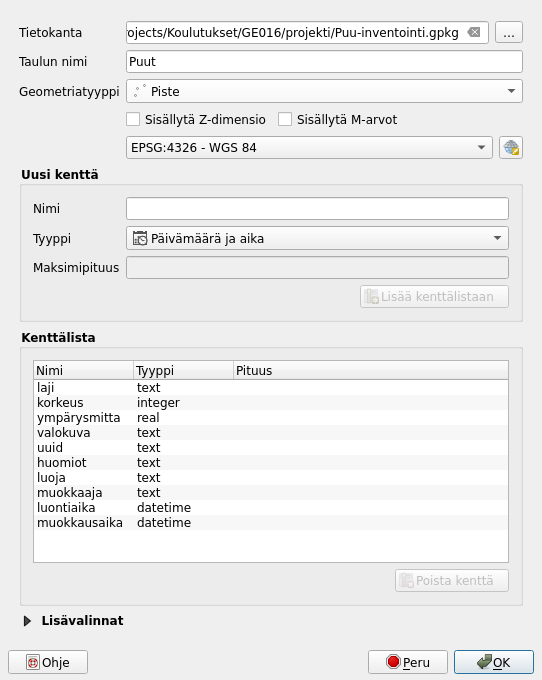 Tietokanta ojects/Koulutukset/GE016/projekti/Puu-inventointi.gpkg ...
Taulun nimi Puut
Geometriatyyppi Piste
Sisällytä Z-dimensio Sisällytä M-arvot
EPSG:4326 - WGS 84
Uusi kenttä
Nimi
Tyyppi Päivämäärä ja aika
Maksimipituus
Lisää kenttälistaan
Kenttälista
Nimi Tyyppi Pituus
laji text
korkeus integer
ympärysmitta real
valokuva text
uuid text
huomiot text
luoja text
muokkaaja text
luontiaika datetime
muokkausaika datetime
Poista kenttä
Lisävalinnat
Ohje Peru OK